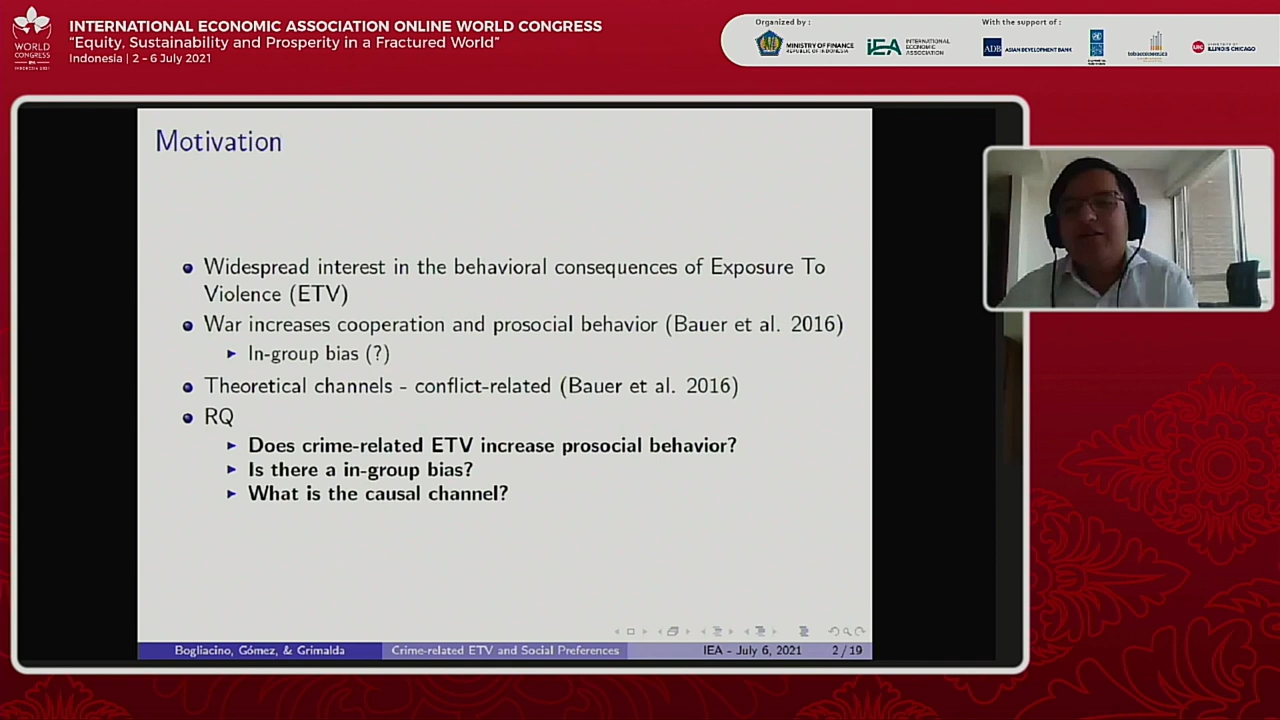 INTERNATIONAL ECONOMIC ASSOCIATION ONLINE WORLD CONGRESS
"Equity, Sustainability and Prosperity in a Fractured World"
Indonesia | 2 - 6 July 2021
WORLD
CONGRESS
Organized by :
MINISTRY OF FINANCE
REPUBLIC OF INDONESIA
iEA
INTERNATIONAL
ECONOMIC
ASSOCIATION
With the support of :
ADB
ASIAN DEVELOPMENT BANK
UIC
ILLINOIS CHICAGO
Motivation
Widespread interest in the behavioral consequences of Exposure To
Violence (ETV)
War increases cooperation and prosocial behavior (Bauer et al. 2016)
In-group bias (?)
Theoretical channels - conflict-related (Bauer et al. 2016)
RQ
Does crime-related ETV increase prosocial behavior?
Is there a in-group bias?
What is the causal channel?
Bogliacino, Gómez, & Grimalda
Crime-related ETV and Social Preferences
IEA - July 6, 2021
2 / 19